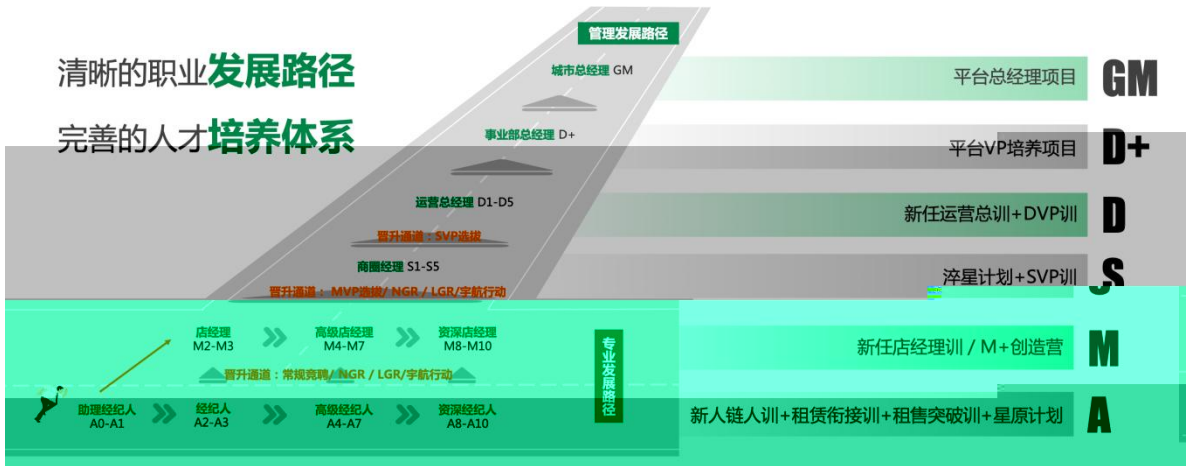 清晰的职业发展路径
完善的人才培养体系
管理发展路径
城市总经理 GM
平台总经理项目
GM
事业部总经理 D+
平台VP培养项目
D+
运营总经理 D1-D5
新任运营总训+DVP训
D
晋升通道：SVP选拔
商圈经理 S1-S5
淬星计划+SVP训
S
晋升通道： MVP选拔/ NGR / LGR/宇航行动
店经理
M2-M3
高级店经理
M4-M7
资深店经理
M8-M10
专业发展路径
新任店经理训 / M+创造营
M
晋升通道：常规竞聘/ NGR / LGR/宇航行动
助理经纪人
A0-A1
经纪人
A2-A3
高级经纪人
A4-A7
资深经纪人
A8-A10
新人链人训+租赁衔接训+租售突破训+星原计划
A